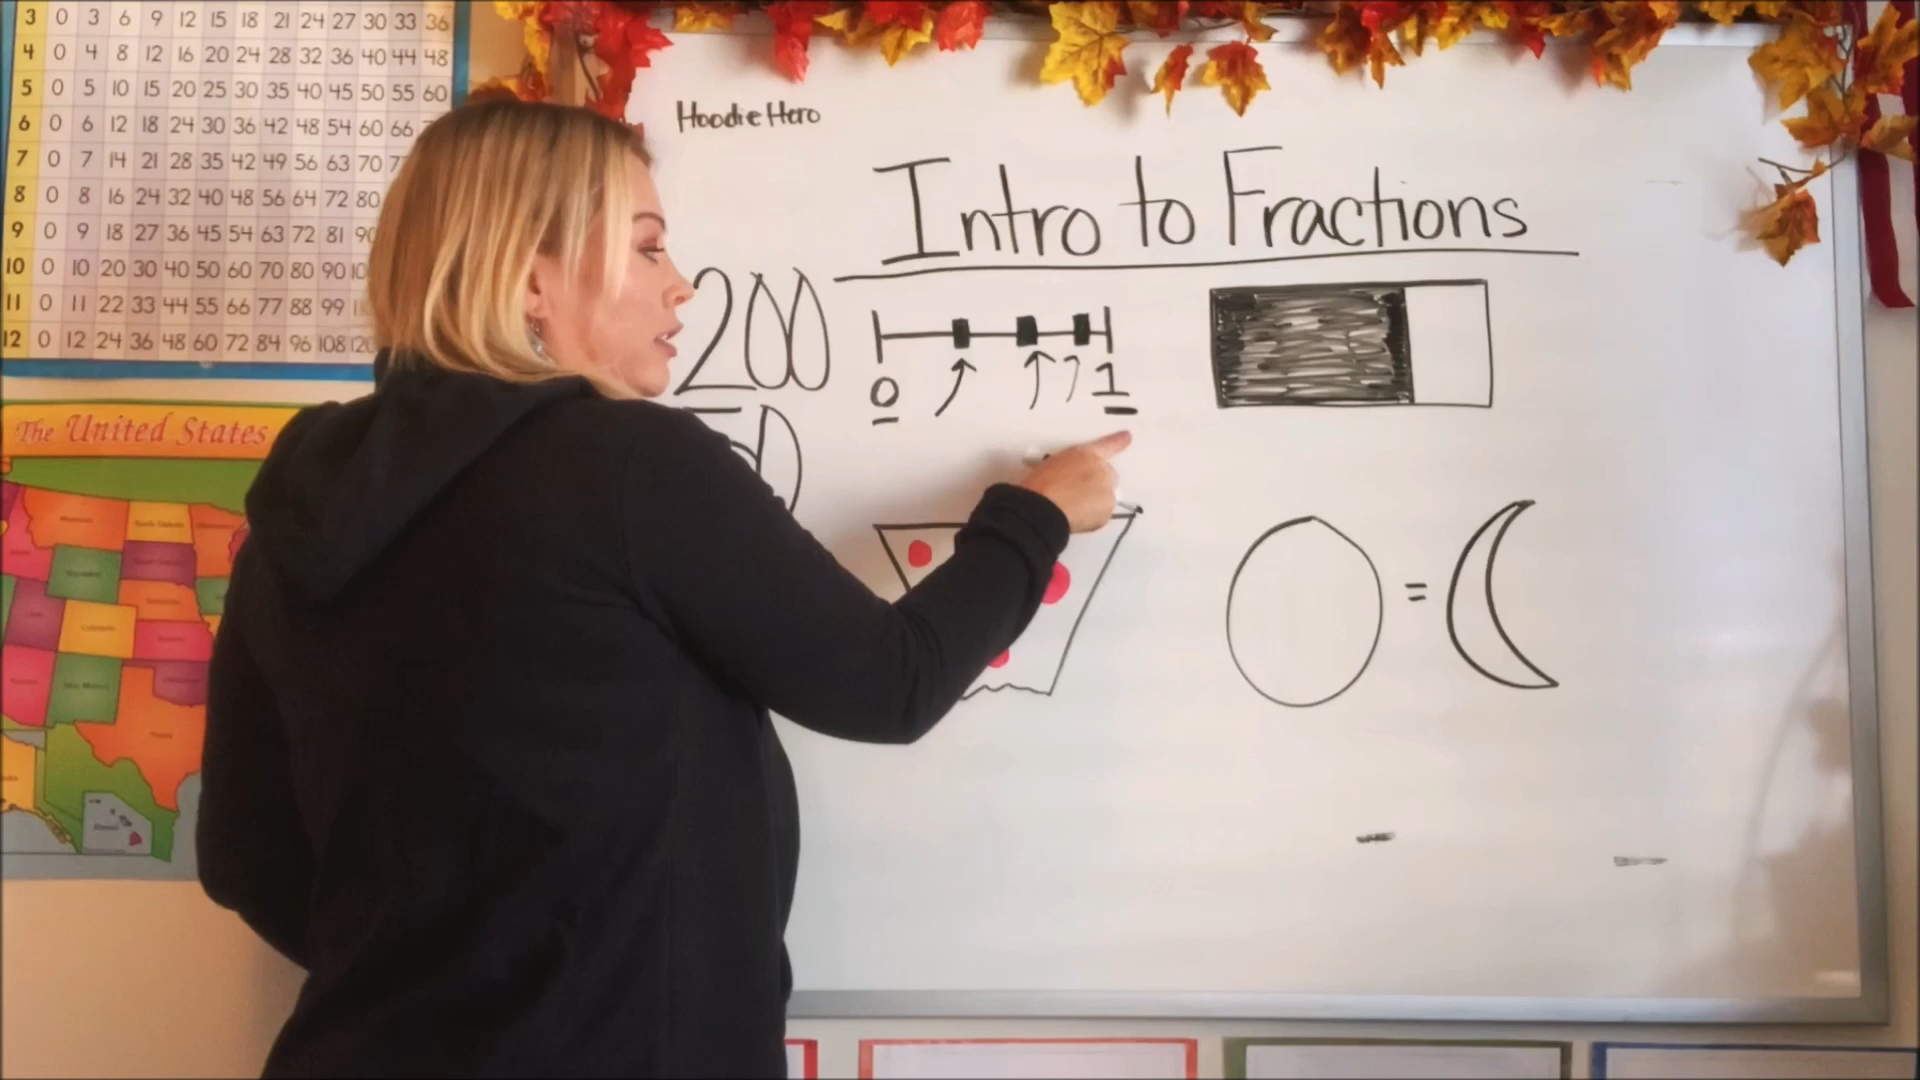 3 0 3 6 9 12 15 18 21 24 27 30 33 36
4 0 4 8 12 16 20 24 28 32 36 40 44 48
5 0 5 10 15 20 25 30 35 40 45 50 55 60
6 0 6 12 18 24 30 36 42 48 54 60 66
7 0 7 14 21 28 35 42 49 56 63 70
8 0 8 16 24 32 40 48 56 64 72 80
9 0 9 18 27 36 45 54 63 72 81
10 0 10 20 30 40 50 60 70 80 90
11 0 11 22 33 44 55 66 77 88 99
12 0 12 24 36 48 60 72 84 96 108 120
The United States
Hoodie Hero
Intro to Fractions
200
0 1
=